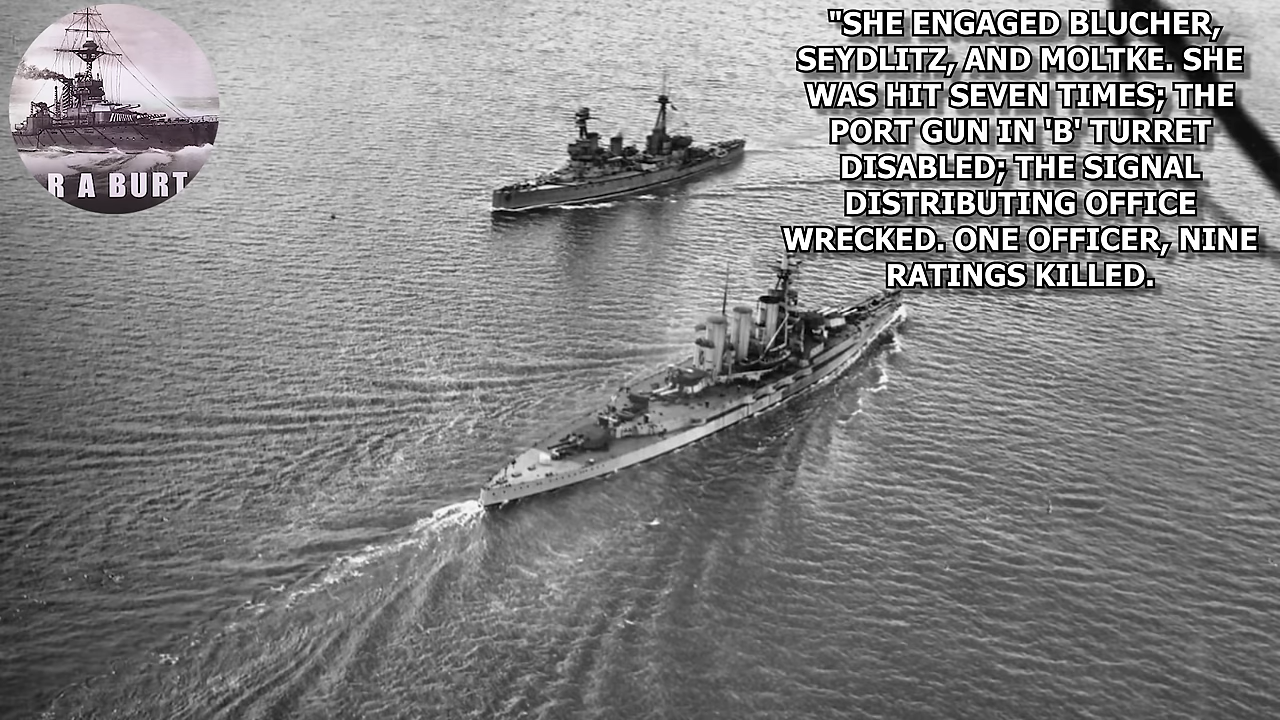 R A BURT
"SHE ENGAGED BLUCHER,
SEYDLITZ, AND MOLTKE. SHE
WAS HIT SEVEN TIMES; THE
PORT GUN IN 'B' TURRET
DISABLED; THE SIGNAL
DISTRIBUTING OFFICE
WRECKED. ONE OFFICER, NINE
RATINGS KILLED.